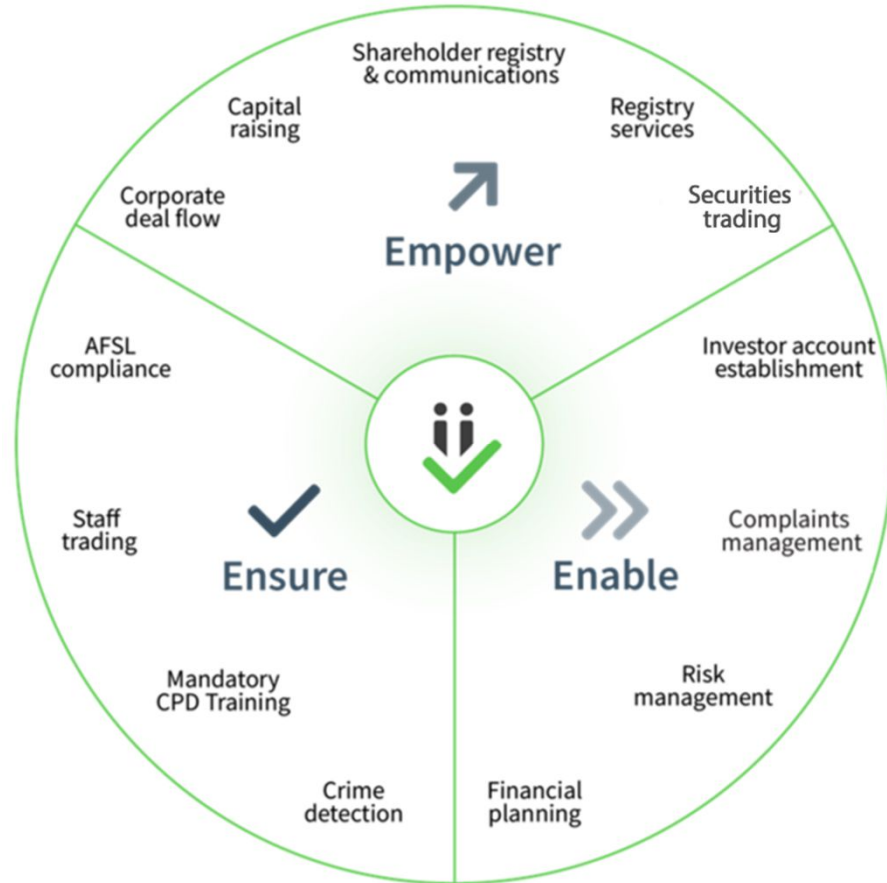 Shareholder registry
& communications
Capital
raising
Registry
services
Corporate
deal flow
Securities
trading
Empower
AFSL
compliance
Investor account
establishment
Staff
trading
Ensure
Enable
Complaints
management
Mandatory
CPD Training
Risk
management
Crime
detection
Financial
planning